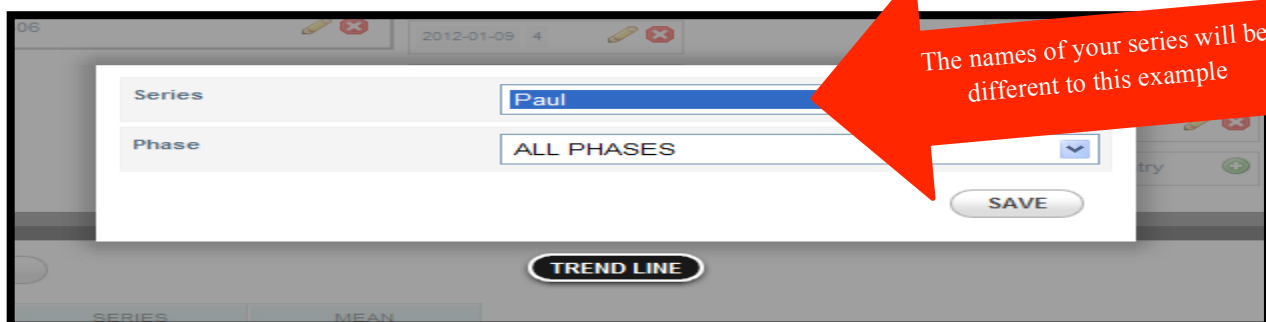 2012-01-09 4
The names of your series will be
different to this example
Series
Paul
Phase
ALL PHASES
try
SAVE
TREND LINE
SERIES MEAN